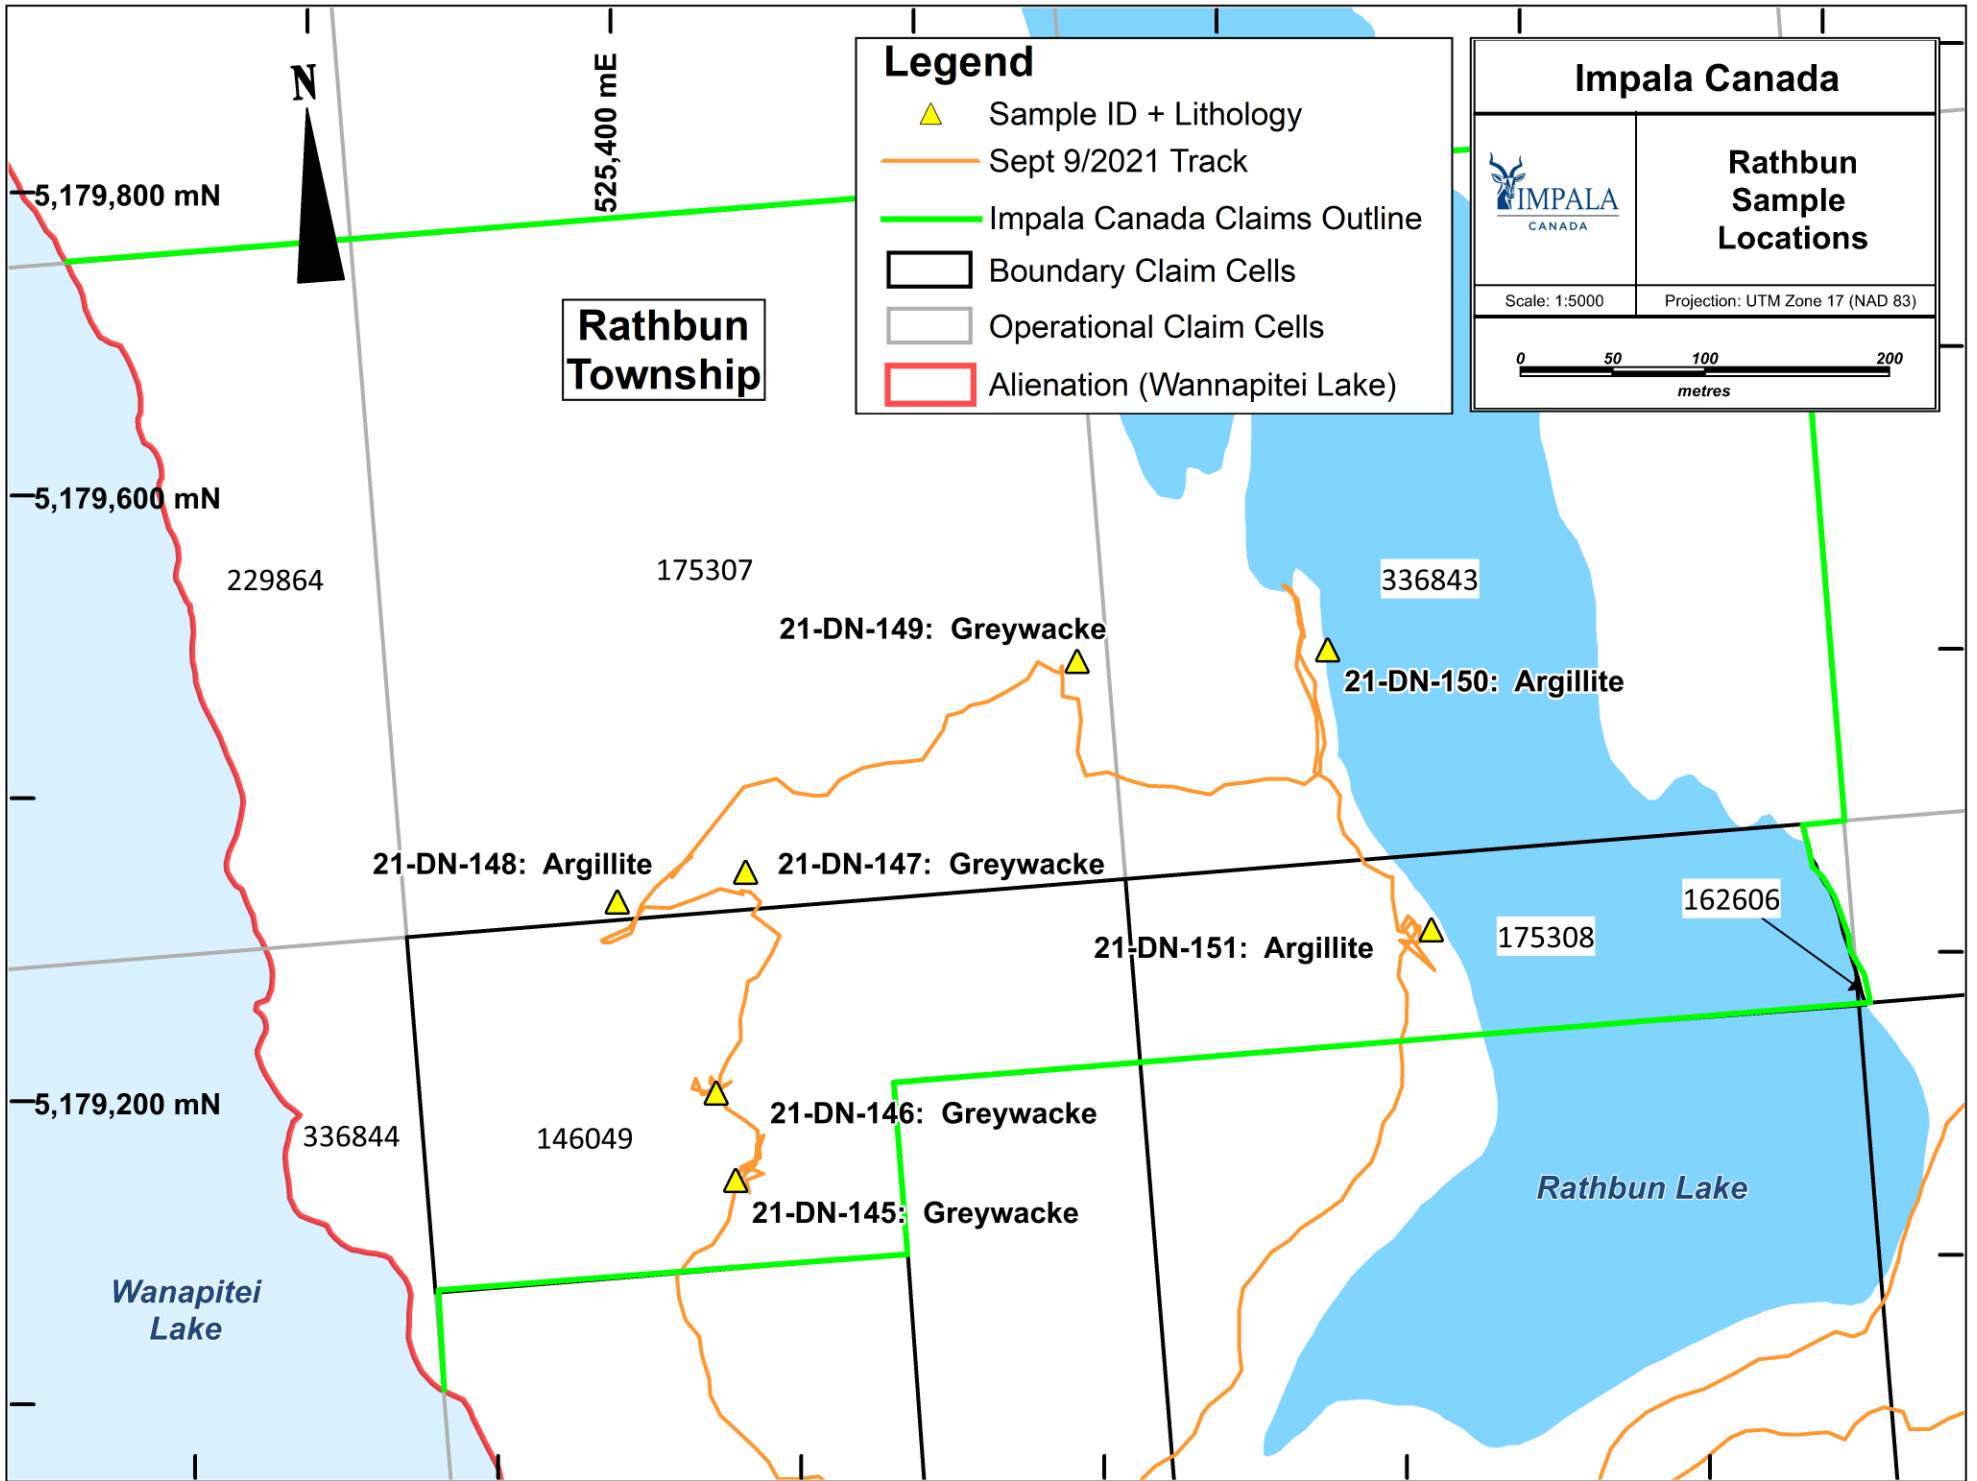 N
525,400 mE
5,179,800 mN
Legend
Sample ID + Lithology
Sept 9/2021 Track
Impala Canada Claims Outline
Boundary Claim Cells
Operational Claim Cells
Alienation (Wannapitei Lake)
Impala Canada
IMPALA
CANADA
Rathbun
Sample
Locations
Scale: 1:5000
Projection: UTM Zone 17 (NAD 83)
0 50 100 200
metres
Rathbun
Township
5,179,600 mN
229864
175307
336843
21-DN-149: Greywacke
21-DN-150: Argillite
21-DN-148: Argillite
21-DN-147: Greywacke
162606
21-DN-151: Argillite
175308
5,179,200 mN
336844
146049
21-DN-146: Greywacke
21-DN-145: Greywacke
Rathbun Lake
Wanapitei
Lake